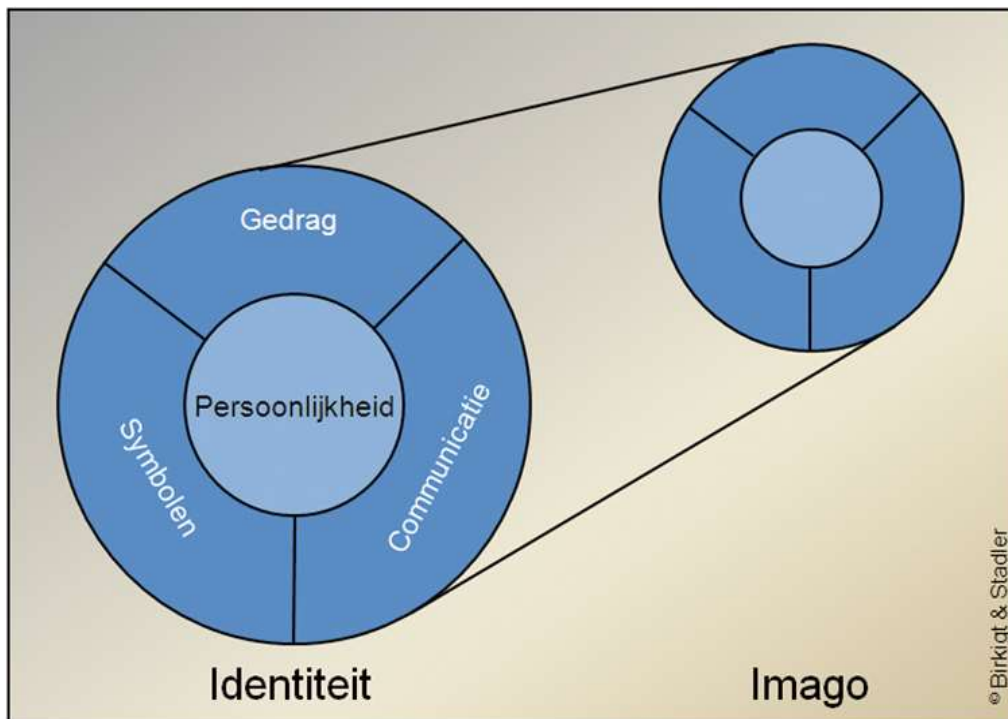 Gedrag
Persoonlijkheid
Symbolen
Communicatie
Identiteit
Imago
© Birkigt & Stadler